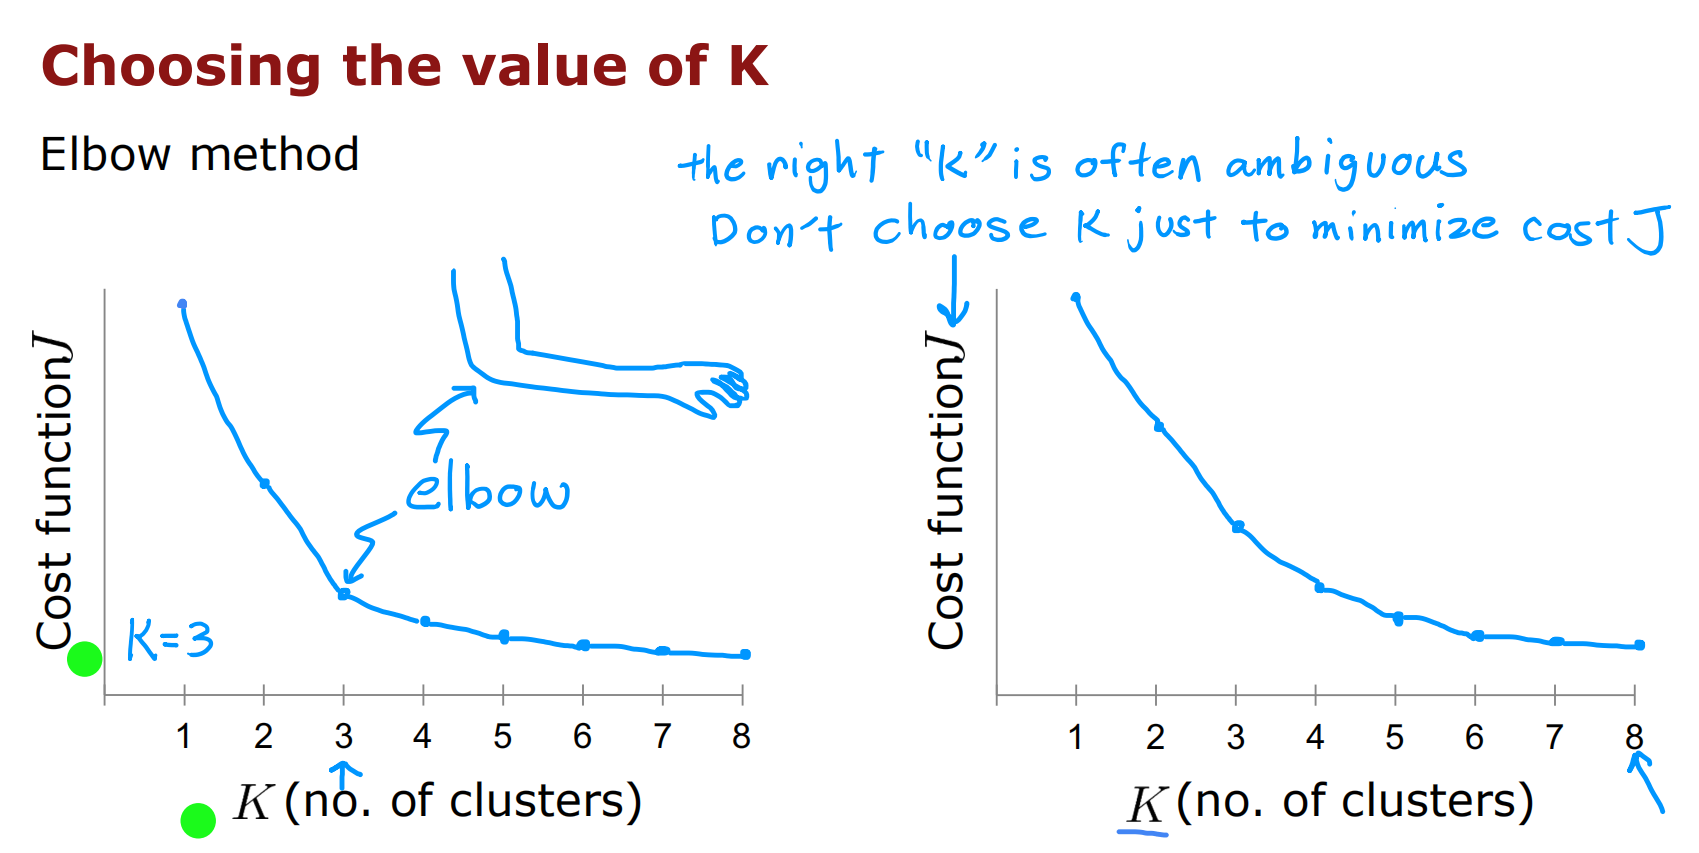 Choosing the value of K
Elbow method
the right “K” is often ambiguous
Don't choose K just to minimize cost J
elbow
K=3
Cost function J
1 2 3 4 5 6 7 8
K (no. of clusters)
Cost function J
1 2 3 4 5 6 7 8
K (no. of clusters)